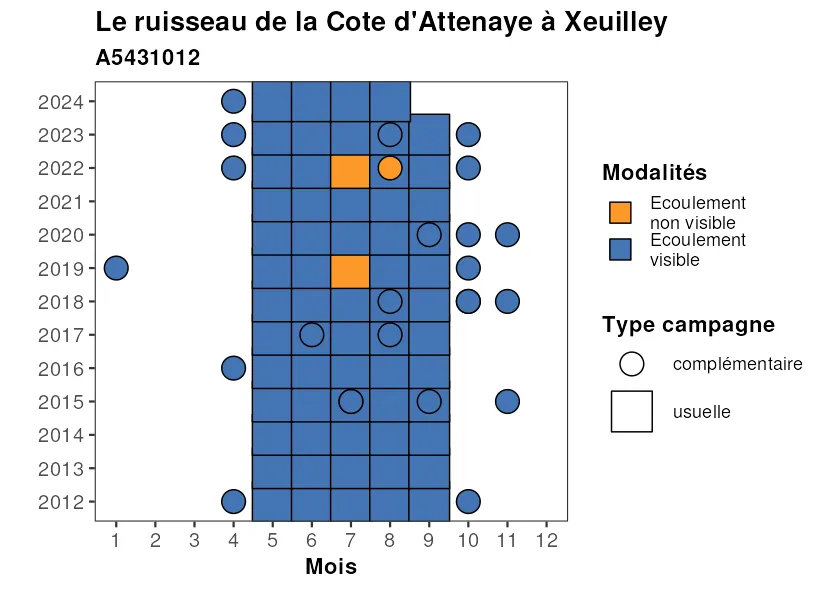 Le ruisseau de la Cote d'Attenaye à Xeuilley
A5431012
2024
2023
2022
2021
2020
2019
2018
2017
2016
2015
2014
2013
2012
1 2 3 4 5 6 7 8 9 10 11 12
Mois
Modalités
Ecoulement
non visible
Ecoulement
visible
Type campagne
complémentaire
usuelle